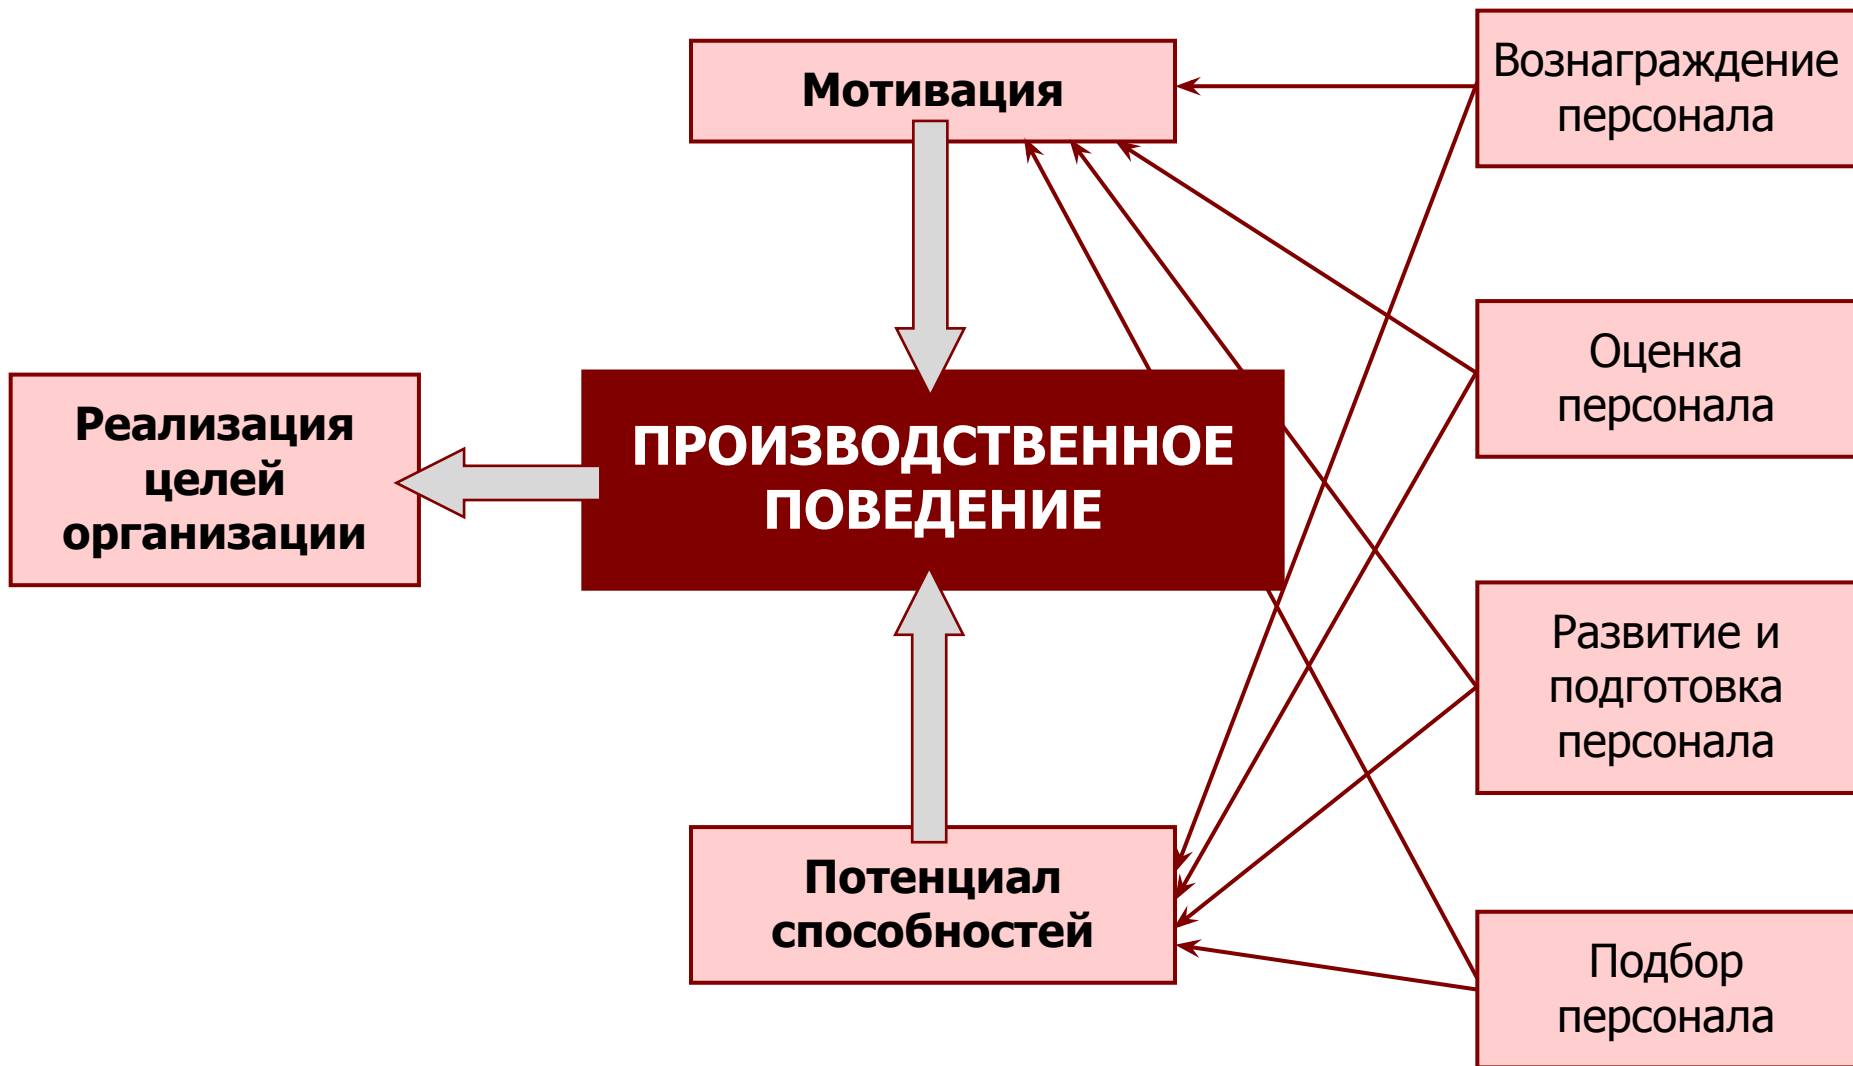 Мотивация
Вознаграждение
персонала
Оценка
персонала
Реализация
целей
организации
ПРОИЗВОДСТВЕННОЕ
ПОВЕДЕНИЕ
Развитие и
подготовка
персонала
Потенциал
способностей
Подбор
персонала